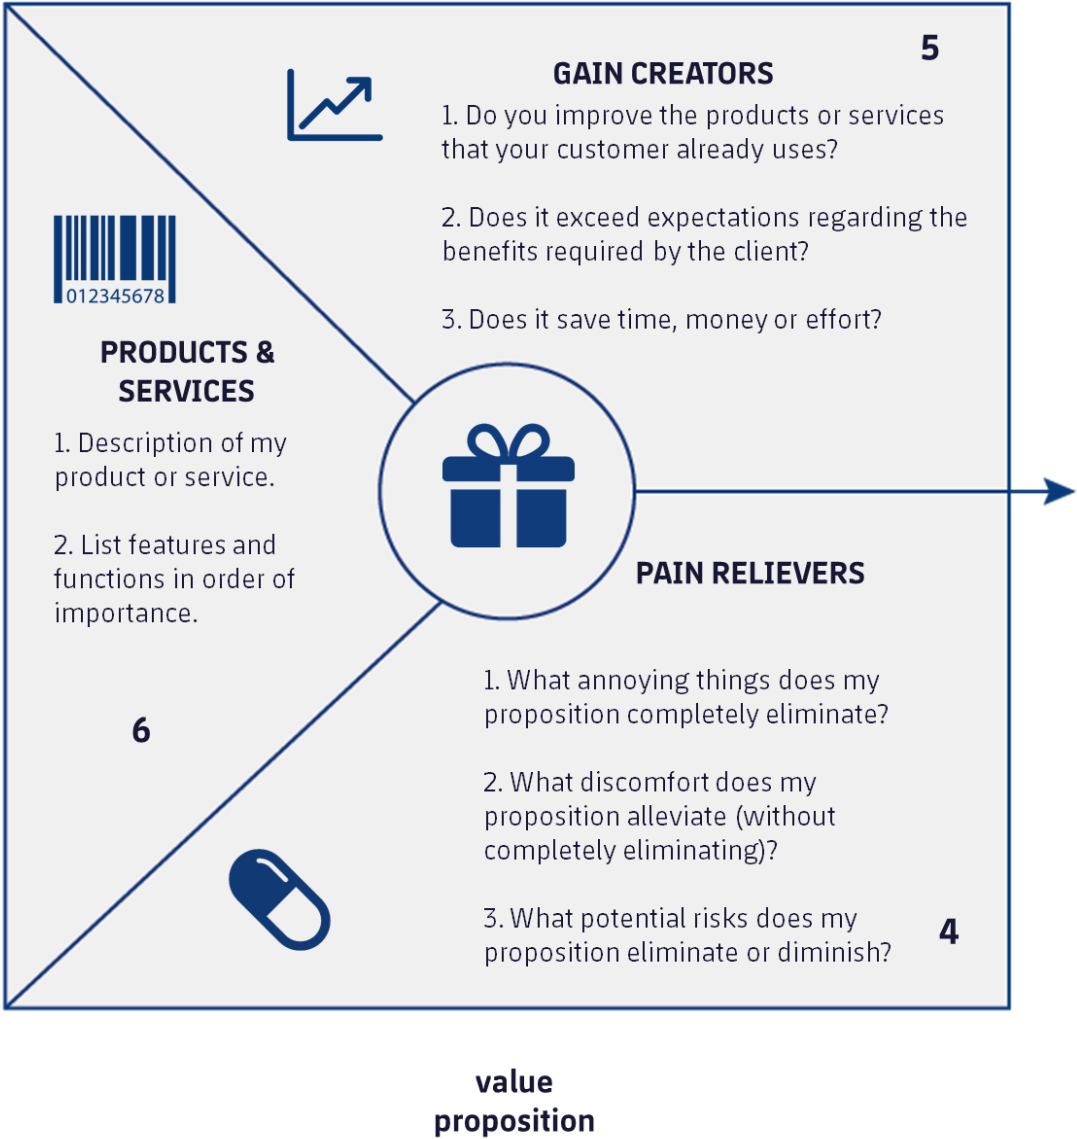 5
GAIN CREATORS
1. Do you improve the products or services
that your customer already uses?
2. Does it exceed expectations regarding the
benefits required by the client?
3. Does it save time, money or effort?
012345678
PRODUCTS &
SERVICES
1. Description of my
product or service.
2. List features and
functions in order of
importance.
6
PAIN RELIEVERS
1. What annoying things does my
proposition completely eliminate?
2. What discomfort does my
proposition alleviate (without
completely eliminating)?
3. What potential risks does my
proposition eliminate or diminish?
4
value
proposition